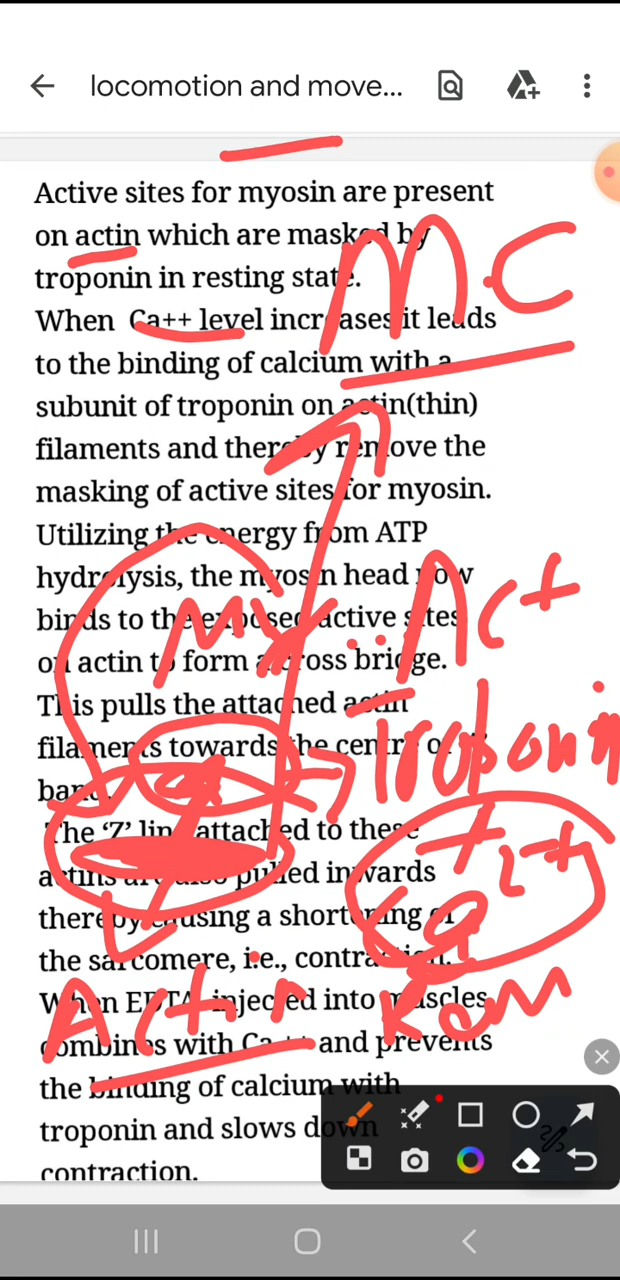 locomotion and move...
Active sites for myosin are present
on actin which are masked by
troponin in resting state.
When Ca++ level increases it leads
to the binding of calcium with a
subunit of troponin on actin(thin)
filaments and thereby remove the
masking of active sites for myosin.
Utilizing the energy from ATP
hydrolysis, the myosin head now
binds to the exposed active sites
on actin to form a cross bridge.
This pulls the attached actin
filaments towards the centre of
band.
The ‘Z’ line attached to these
actins are also pulled inwards
thereby causing a shortening of
the sarcomere, i.e., contraction.
When EDTA injected into muscles,
combines with Ca++ and prevents
the binding of calcium with
troponin and slows down
contraction.
MC
My
Act
Troponin
+
Ca2+
Actin
Rem